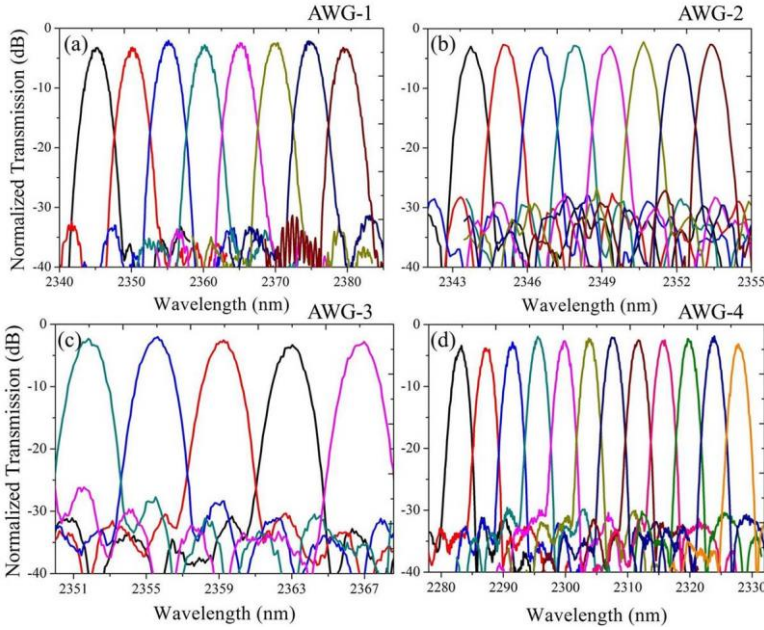 AWG-1
AWG-2
(a)
(b)
Normalized Transmission (dB)
0
-10
-20
-30
-40
2340 2350 2360 2370 2380
Wavelength (nm)
0
-10
-20
-30
-40
2343 2346 2349 2352 2355
Wavelength (nm)
AWG-3
AWG-4
(c)
(d)
Normalized Transmission (dB)
0
-10
-20
-30
-40
2351 2355 2359 2363 2367
Wavelength (nm)
0
-10
-20
-30
-40
2280 2290 2300 2310 2320 2330
Wavelength (nm)